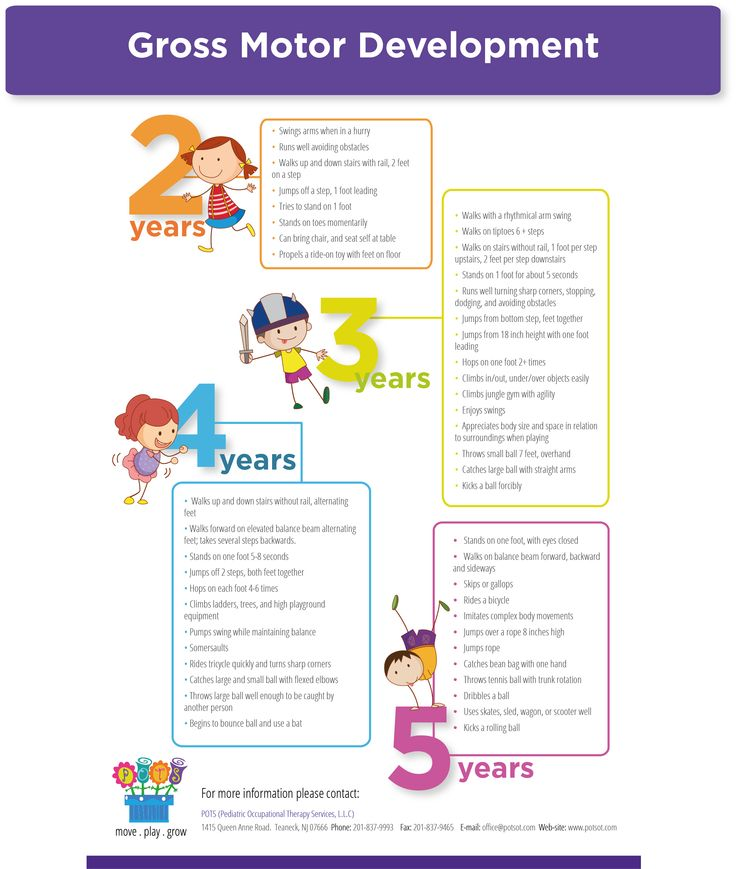 Gross Motor Development
2
years
• Swings arms when in a hurry
• Runs well avoiding obstacles
• Walks up and down stairs with rail, 2 feet
on a step
• Jumps off a step, 1 foot leading
• Tries to stand on 1 foot
• Stands on toes momentarily
• Can bring chair, and seat self at table
• Propels a ride-on toy with feet on floor
3
years
• Walks with a rhythmical arm swing
• Walks on tiptoes 6 + steps
• Walks on stairs without rail, 1 foot per step
upstairs, 2 feet per step downstairs
• Stands on 1 foot for about 5 seconds
• Runs well turning sharp corners, stopping,
dodging, and avoiding obstacles
• Jumps from bottom step, feet together
• Jumps from 18 inch height with one foot
leading
• Hops on one foot 2+ times
• Climbs in/out, under/over objects easily
• Climbs jungle gym with agility
• Enjoys swings
• Appreciates body size and space in relation
to surroundings when playing
• Throws small ball 7 feet, overhand
• Catches large ball with straight arms
• Kicks a ball forcibly
4
years
• Walks up and down stairs without rail, alternating
feet
• Walks forward on elevated balance beam alternating
feet; takes several steps backwards.
• Stands on one foot 5-8 seconds
• Jumps off 2 steps, both feet together
• Hops on each foot 4-6 times
• Climbs ladders, trees, and high playground
equipment
• Pumps swing while maintaining balance
• Somersaults
• Rides tricycle quickly and turns sharp corners
• Catches large and small ball with flexed elbows
• Throws large ball well enough to be caught by
another person
• Begins to bounce ball and use a bat
• Stands on one foot, with eyes closed
• Walks on balance beam forward, backward
and sideways
• Skips or gallops
• Rides a bicycle
• Imitates complex body movements
• Jumps over a rope 8 inches high
• Jumps rope
• Catches bean bag with one hand
• Throws tennis ball with trunk rotation
• Dribbles a ball
• Uses skates, sled, wagon, or scooter well
• Kicks a rolling ball
5
years
POTS
move . play . grow
For more information please contact:
POTS (Pediatric Occupational Therapy Services, L.L.C)
1415 Queen Anne Road. Teaneck, NJ 07666 Phone: 201-837-9993 Fax: 201-837-9465 E-mail: office@potsot.com Web-site: www.potsot.com